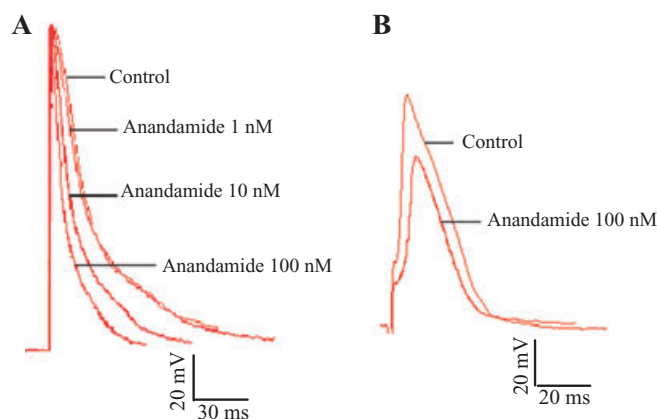 A
Control
Anandamide 1 nM
Anandamide 10 nM
Anandamide 100 nM
20 mV
30 ms
B
Control
Anandamide 100 nM
20 mV
20 ms